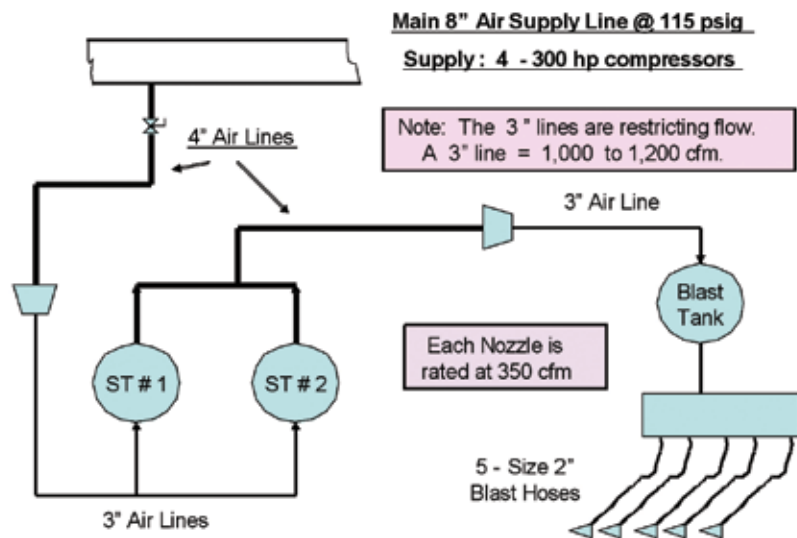 Main 8" Air Supply Line @ 115 psig
Supply : 4 - 300 hp compressors
4" Air Lines
Note: The 3 " lines are restricting flow.
A 3" line = 1,000 to 1,200 cfm.
3" Air Line
Blast
Tank
ST # 1
ST # 2
Each Nozzle is
rated at 350 cfm
5 - Size 2"
Blast Hoses
3" Air Lines